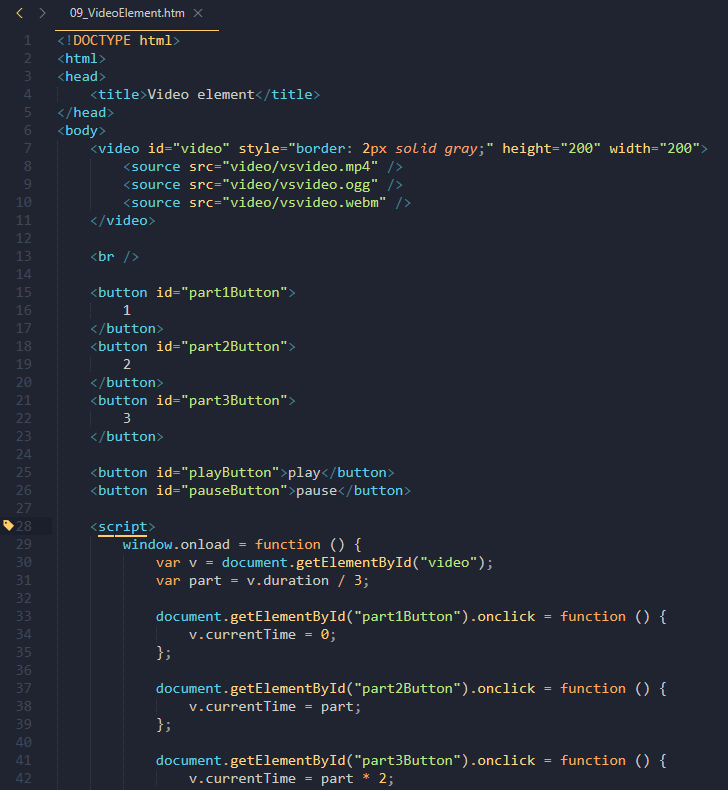 09_VideoElement.htm
1 <!DOCTYPE html>
2 <html>
3 <head>
4     <title>Video element</title>
5 </head>
6 <body>
7     <video id="video" style="border: 2px solid gray;" height="200" width="200">
8         <source src="video/vsvideo.mp4" />
9         <source src="video/vsvideo.ogg" />
10         <source src="video/vsvideo.webm" />
11     </video>
12
13     <br />
14
15     <button id="part1Button">
16         1
17     </button>
18     <button id="part2Button">
19         2
20     </button>
21     <button id="part3Button">
22         3
23     </button>
24
25     <button id="playButton">play</button>
26     <button id="pauseButton">pause</button>
27
28     <script>
29         window.onload = function () {
30             var v = document.getElementById("video");
31             var part = v.duration / 3;
32
33             document.getElementById("part1Button").onclick = function () {
34                 v.currentTime = 0;
35             };
36
37             document.getElementById("part2Button").onclick = function () {
38                 v.currentTime = part;
39             };
40
41             document.getElementById("part3Button").onclick = function () {
42                 v.currentTime = part * 2;